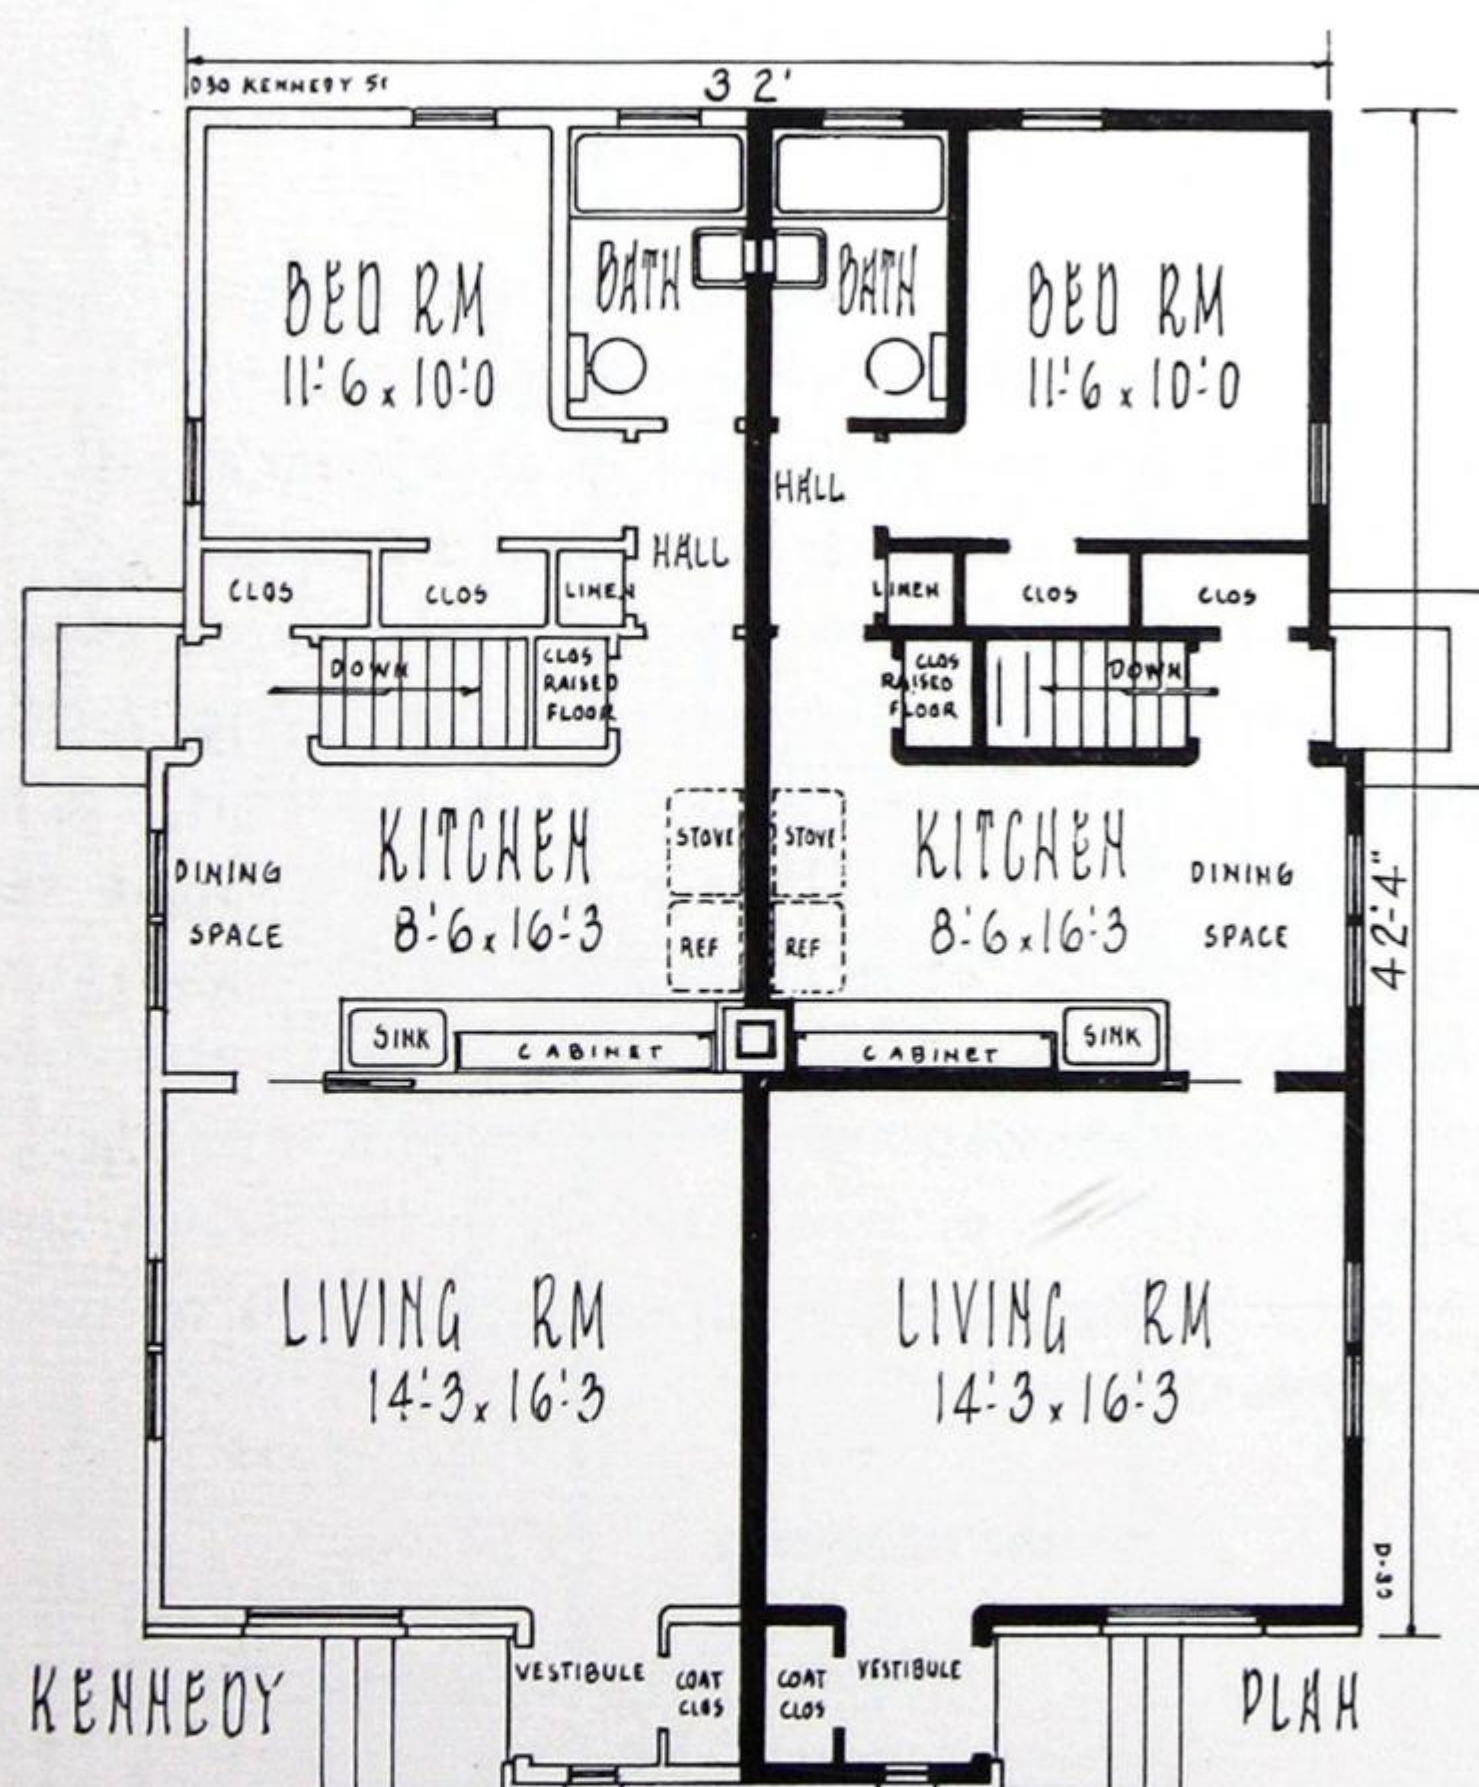 32'
BED RM
11'-6 x 10'-0
BATH
BATH
BED RM
11'-6 x 10'-0
HALL
HALL
CLOS
CLOS
LINEN
LINEN
CLOS
CLOS
DOWN
CLOS
RAISED
FLOOR
CLOS
RAISED
FLOOR
DOWN
KITCHEN
8'-6 x 16'-3
DINING
SPACE
STOVE
REF
STOVE
REF
KITCHEN
8'-6 x 16'-3
DINING
SPACE
42'-4"
SINK
CABINET
CABINET
SINK
LIVING RM
14'-3 x 16'-3
LIVING RM
14'-3 x 16'-3
KENNEDY
VESTIBULE
COAT
CLOS
COAT
CLOS
VESTIBULE
PLAN